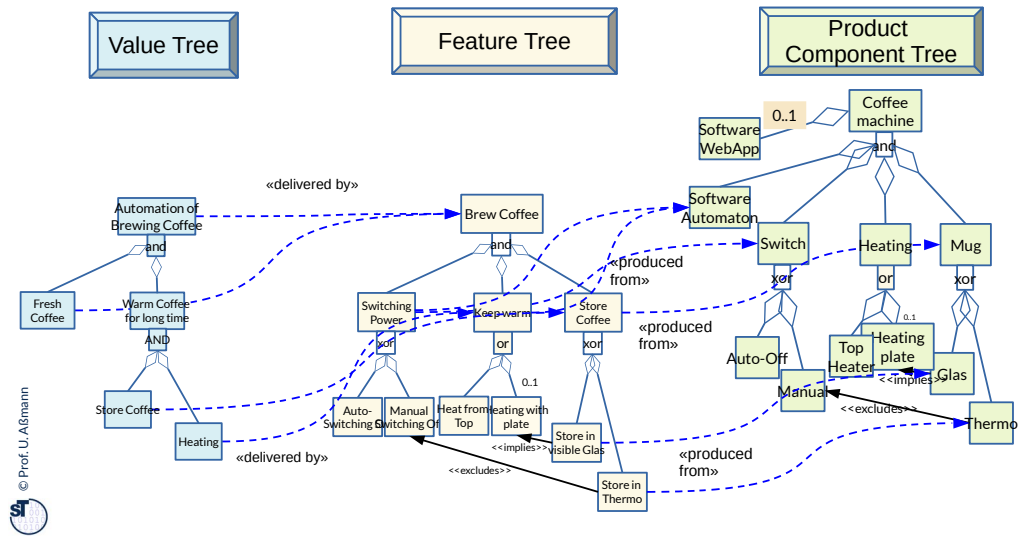 Value Tree
Feature Tree
Product
Component Tree
Coffee
machine
0..1
Software
WebApp
and
«delivered by»
Automation of
Brewing Coffee
and
Brew Coffee
and
Software
Automaton
Switch
xor
Heating
or
Mug
xor
«produced
from»
Fresh
Coffee
Warm Coffee
for long time
AND
Switching
Power
xor
Keep warm
or
Store
Coffee
xor
«produced
from»
0..1
Auto-Off
Top
Heater
Heating
plate
Glas
<<implies>>
Manual
<<excludes>>
Thermo
0..1
Store Coffee
Heating
«delivered by»
Auto-
Switching O
Manual
Switching Of
Heat from
Top
Heating with
plate
<<implies>>
Store in
visible Glas
<<excludes>>
Store in
Thermo
«produced
from»
© Prof. U. Aßmann
ST